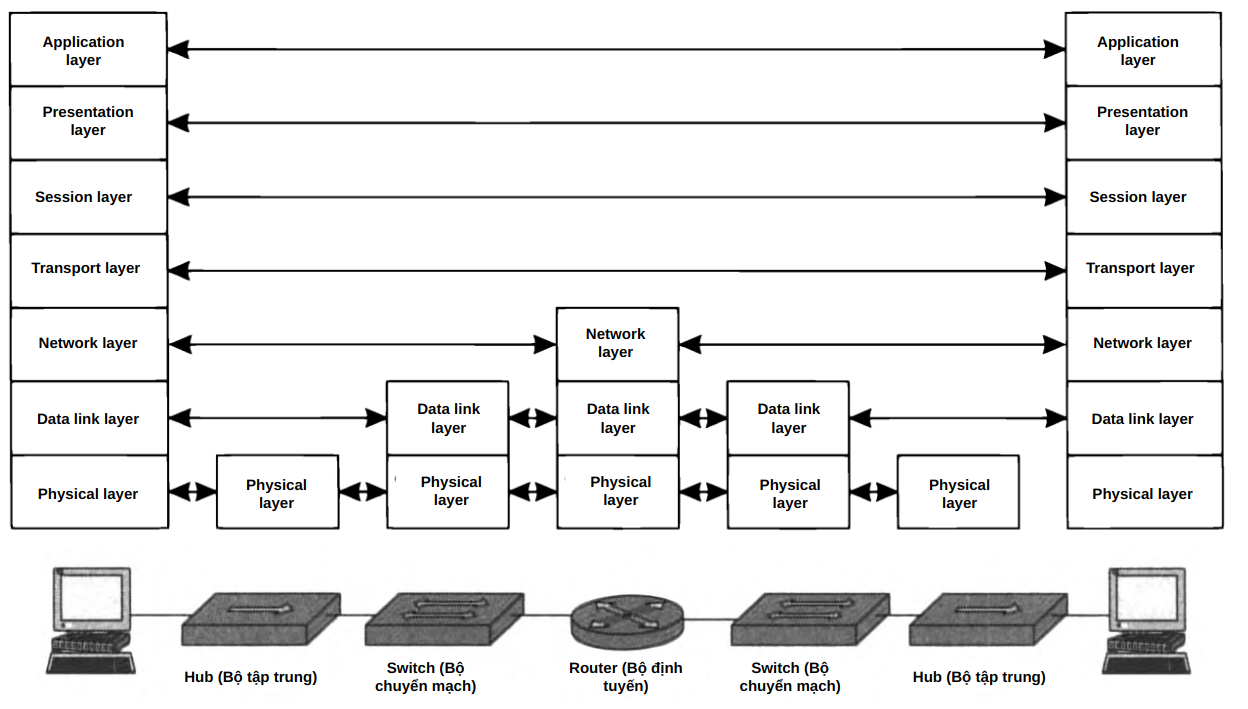 Application
layer
Application
layer
Presentation
layer
Presentation
layer
Session layer
Session layer
Transport layer
Transport layer
Network layer
Network
layer
Network layer
Data link layer
Data link
layer
Data link
layer
Data link
layer
Data link layer
Physical layer
Physical
layer
Physical
layer
Physical
layer
Physical
layer
Physical
layer
Physical layer
Hub (Bộ tập trung)
Switch (Bộ
chuyển mạch)
Router (Bộ định
tuyến)
Switch (Bộ
chuyển mạch)
Hub (Bộ tập trung)